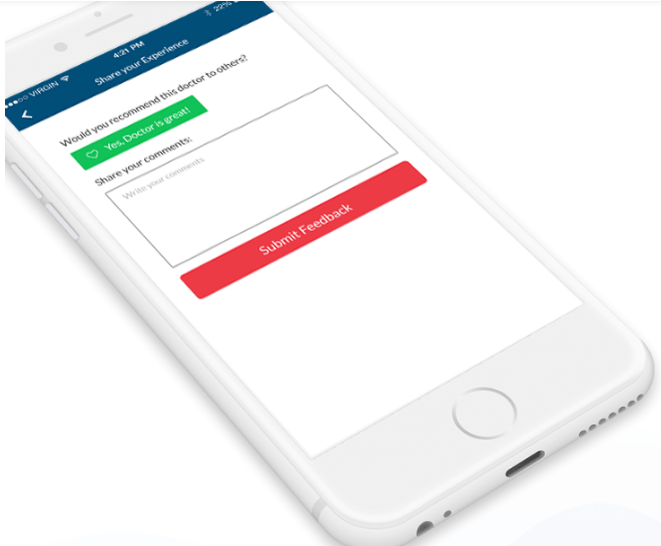 ●●●○○ VIRGIN 4:21 PM 22%
Share your Experience
Would you recommend this doctor to others?
Yes, Doctor is great!
Share your comments:
Write your comments
Submit Feedback